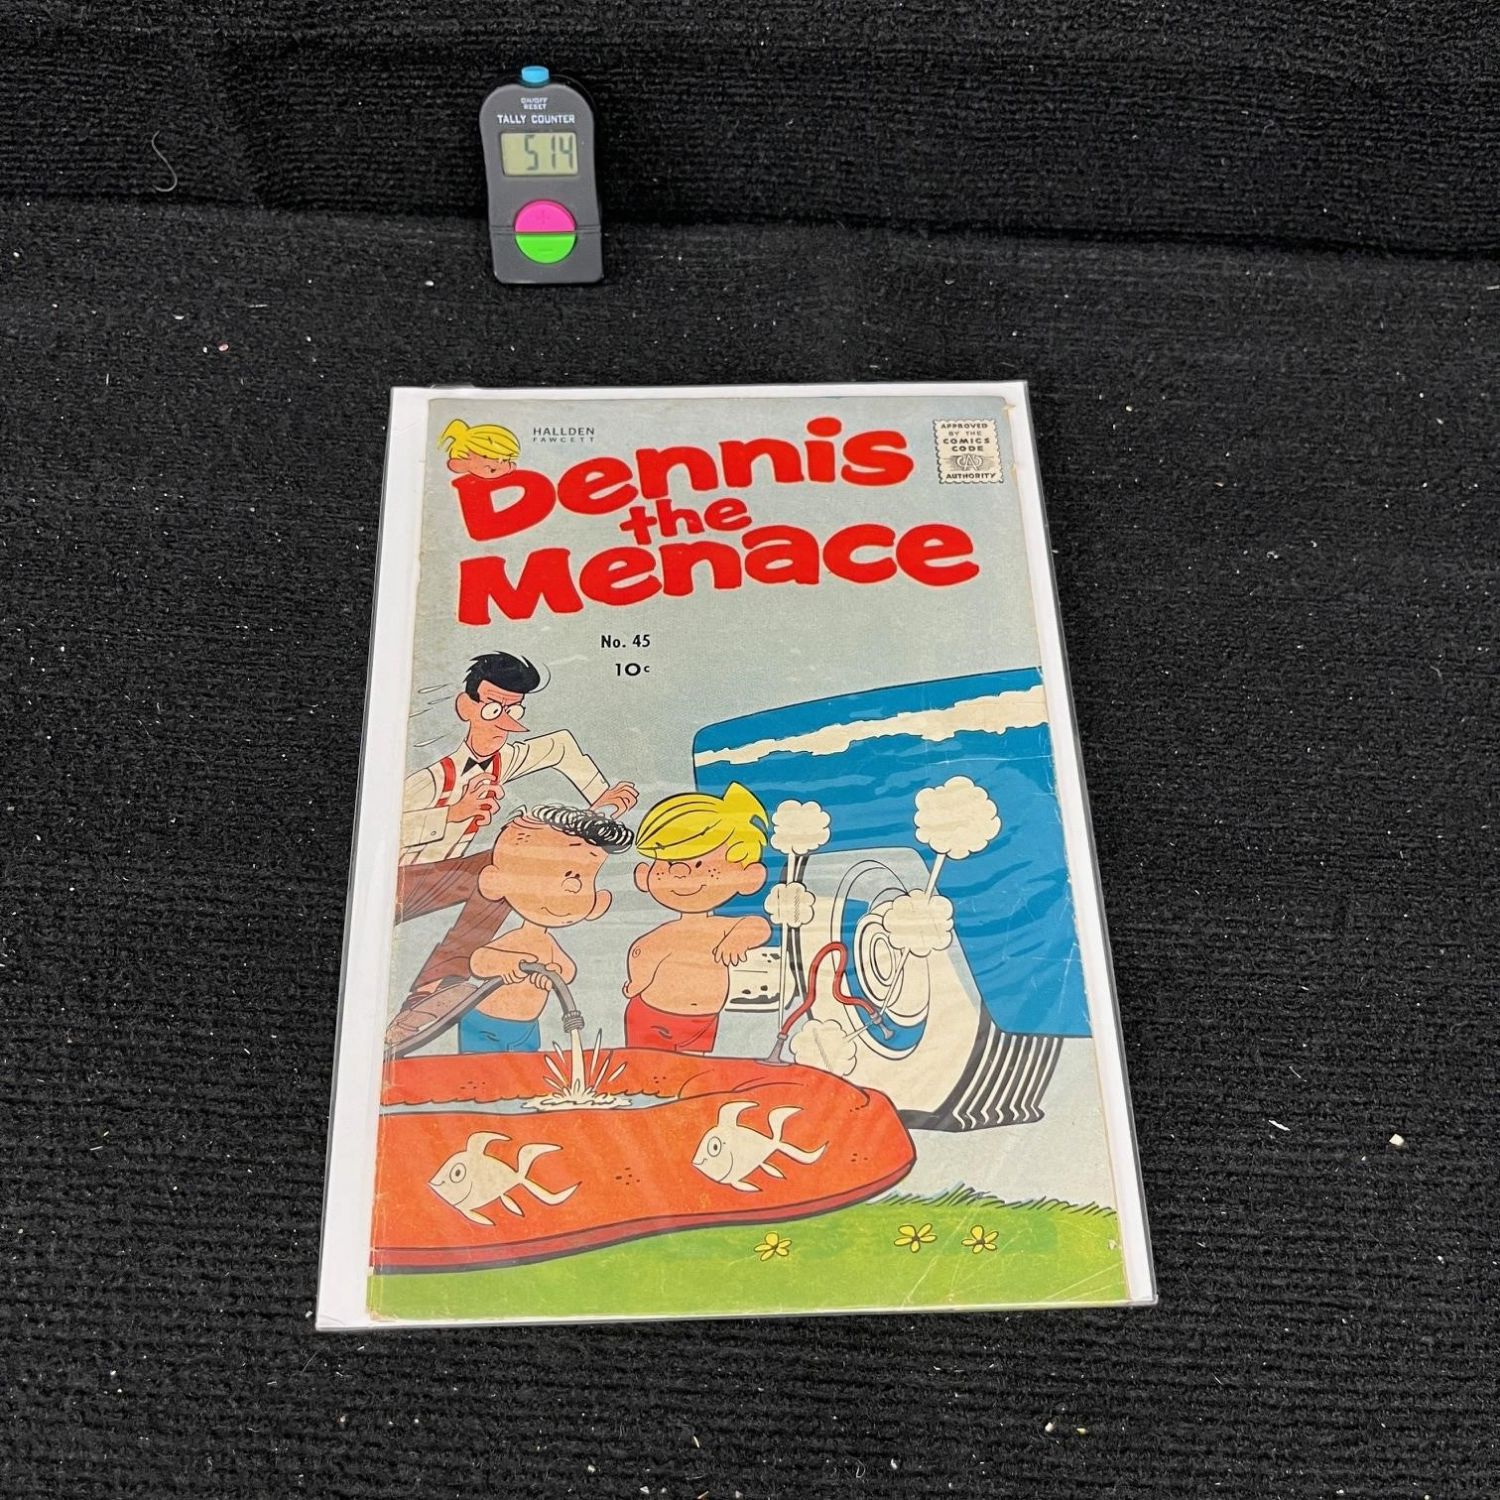 ON/OFF
RESET
TALLY COUNTER
514
HALLDEN
FAWCETT
Dennis
the
Menace
APPROVED
BY THE
COMICS
CODE
CA
AUTHORITY
No. 45
10c